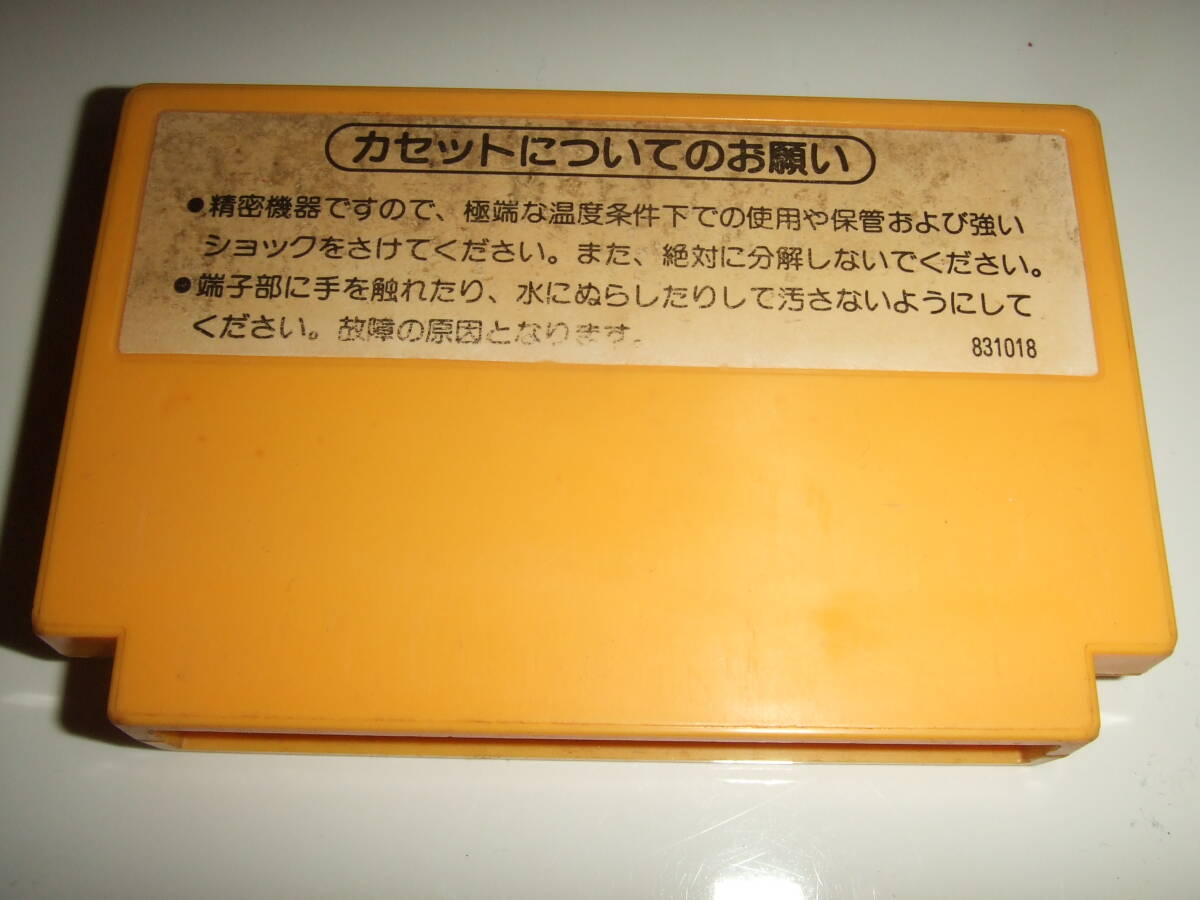 カセットについてのお願い
●精密機器ですので、極端な温度条件下での使用や保管および強い
ショックをさけてください。また、絶対に分解しないでください。
●端子部に手を触れたり、水にぬらしたりして汚さないようにして
ください。故障の原因となります。
831018